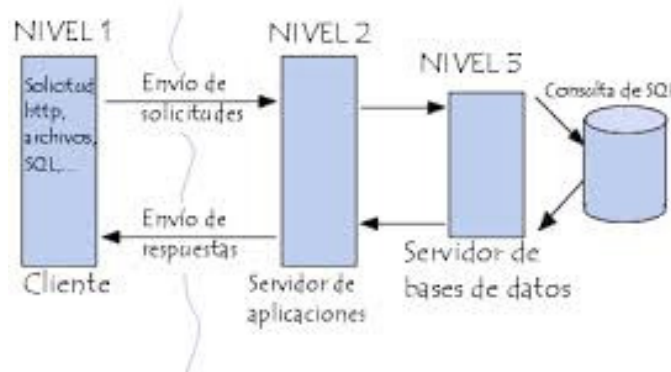 NIVEL 1
Solicitud
http,
archivos,
SQL,...
Cliente
Envío de
solicitudes
Envío de
respuestas
NIVEL 2
Servidor de
aplicaciones
NIVEL 3
Servidor de
bases de datos
Consulta de SQL